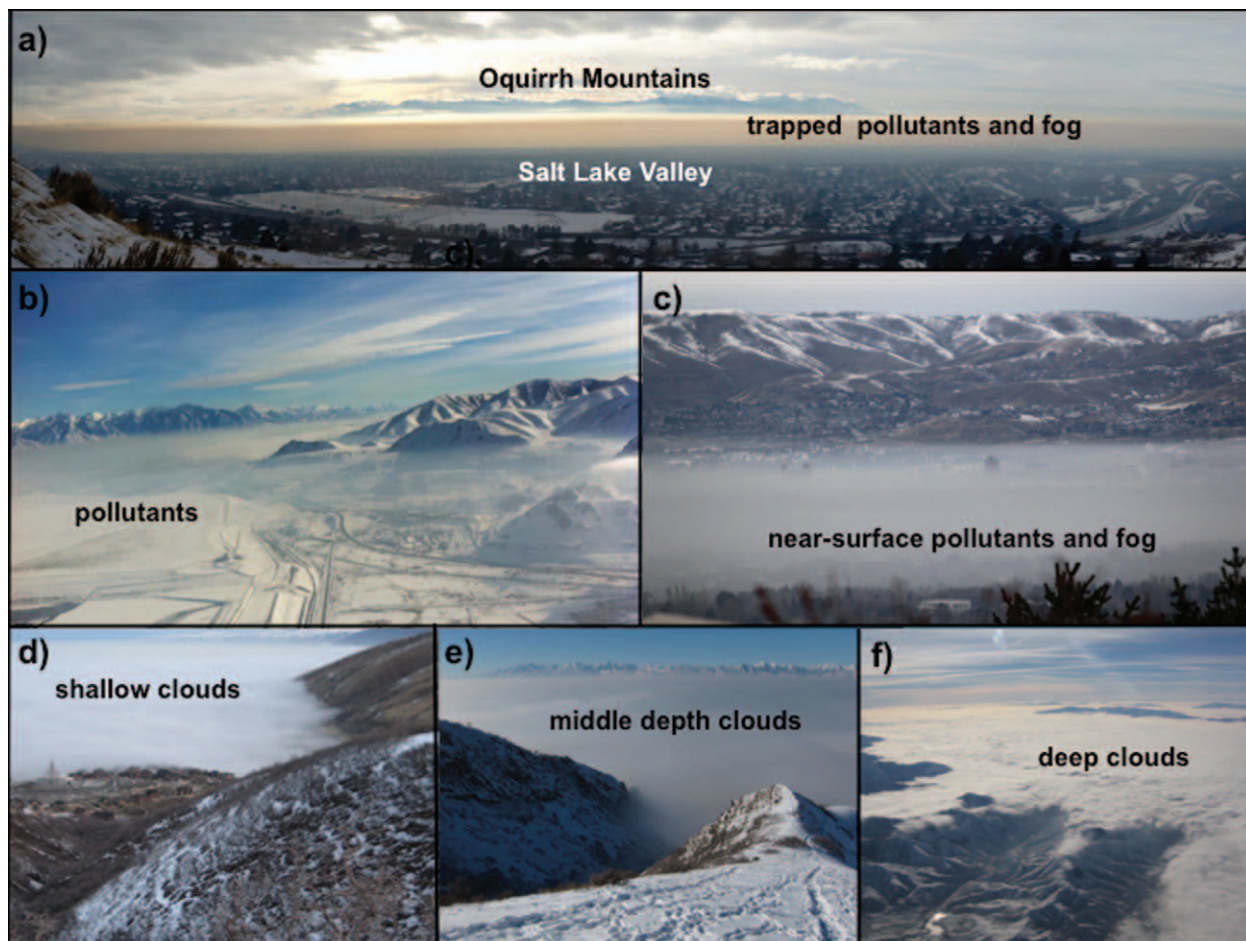 a)
Oquirrh Mountains
trapped pollutants and fog
Salt Lake Valley
c)
b)
pollutants
c)
near-surface pollutants and fog
d)
shallow clouds
e)
middle depth clouds
f)
deep clouds